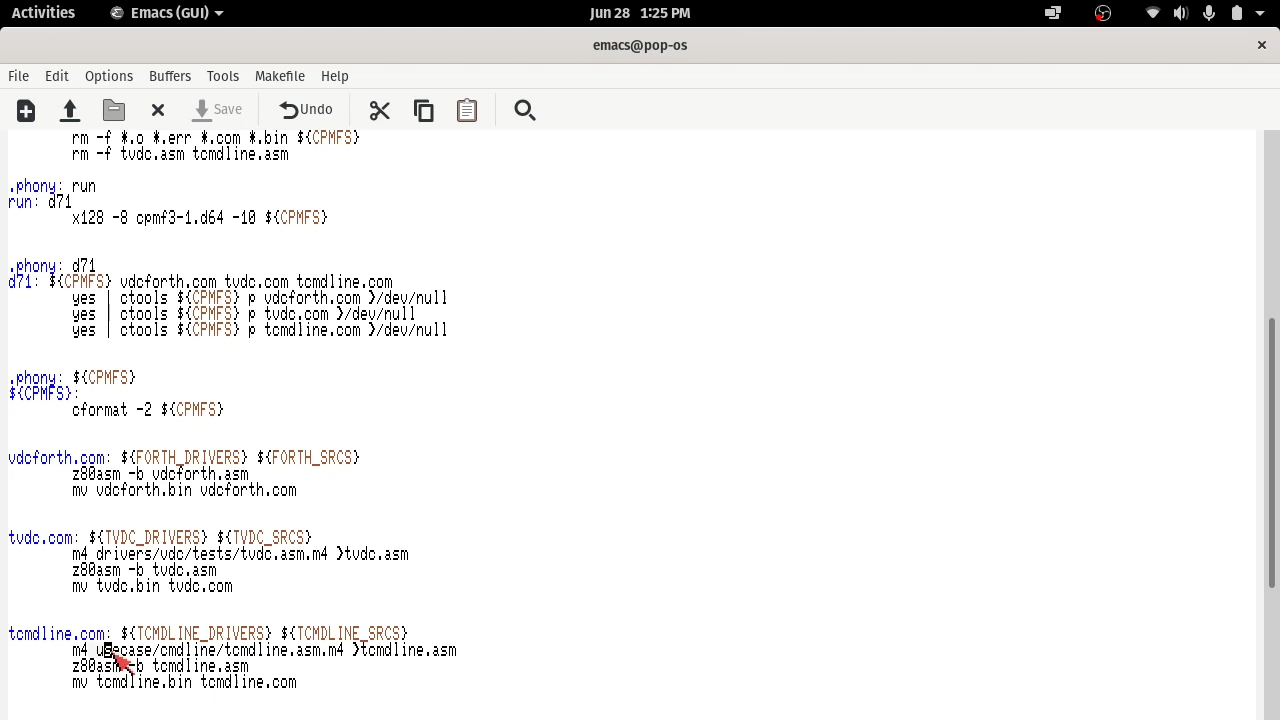 Activities Emacs (GUI) Jun 28 1:25 PM
emacs@pop-os
File Edit Options Buffers Tools Makefile Help
Save Undo
rm -f *.o *.err *.com *.bin ${CPMFS}
rm -f tvdc.asm tcmdline.asm
.phony: run
run: d71
x128 -8 cpmf3-1.d64 -10 ${CPMFS}
.phony: d71
d71: ${CPMFS} vdcforth.com tvdc.com tcmdline.com
yes | ctools ${CPMFS} p vdcforth.com >/dev/null
yes | ctools ${CPMFS} p tvdc.com >/dev/null
yes | ctools ${CPMFS} p tcmdline.com >/dev/null
.phony: ${CPMFS}
${CPMFS}:
cformat -2 ${CPMFS}
vdcforth.com: ${FORTH_DRIVERS} ${FORTH_SRCS}
z80asm -b vdcforth.asm
mv vdcforth.bin vdcforth.com
tvdc.com: ${TVDC_DRIVERS} ${TVDC_SRCS}
m4 drivers/vdc/tests/tvdc.asm.m4 >tvdc.asm
z80asm -b tvdc.asm
mv tvdc.bin tvdc.com
tcmdline.com: ${TCMDLINE_DRIVERS} ${TCMDLINE_SRCS}
m4 usecase/cmdline/tcmdline.asm.m4 >tcmdline.asm
z80asm -b tcmdline.asm
mv tcmdline.bin tcmdline.com